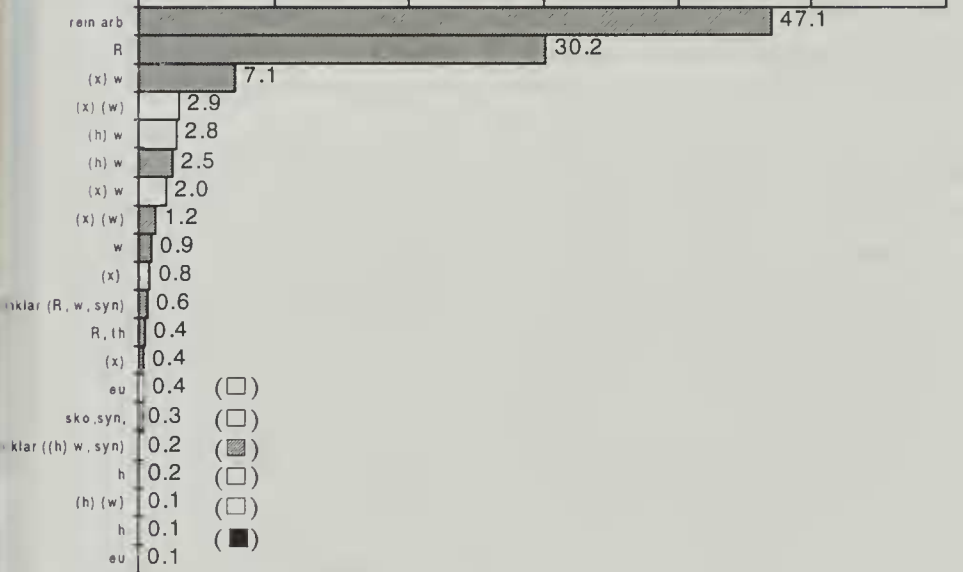 rein arb 47.1
R 30.2
(x) w 7.1
(x) (w) 2.9
(h) w 2.8
(h) w 2.5
(x) w 2.0
(x) (w) 1.2
w 0.9
(x) 0.8
nklar (R, w, syn) 0.6
R, th 0.4
(x) 0.4
eu 0.4 (□)
sko, syn, 0.3 (□)
klar ((h) w, syn) 0.2 (▨)
h 0.2 (□)
(h) (w) 0.1 (□)
h 0.1 (■)
eu 0.1